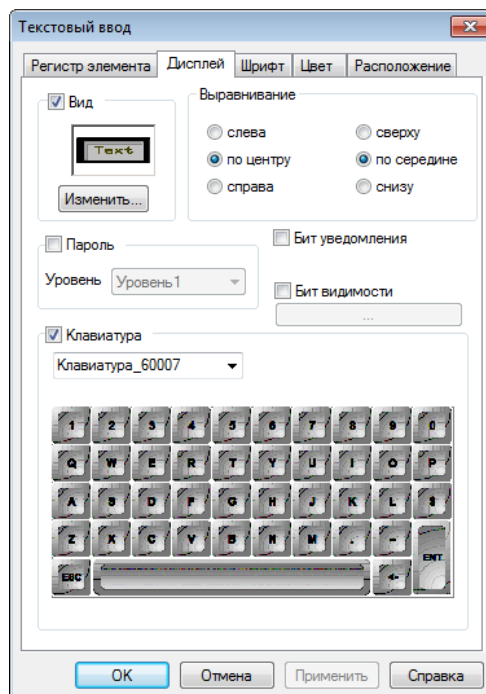 Текстовый ввод
Регистр элемента Дисплей Шрифт Цвет Расположение
Вид
Text
Изменить...
Выравнивание
слева сверху
по центру по середине
справа снизу
Пароль
Уровень Уровень1
Бит уведомления
Бит видимости
...
Клавиатура
Клавиатура_60007
1 2 3 4 5 6 7 8 9 0
Q W E R T Y U I O P
A S D F G H J K L
Z X C V B N M . -
ENT
ESC <-
OK Отмена Применить Справка